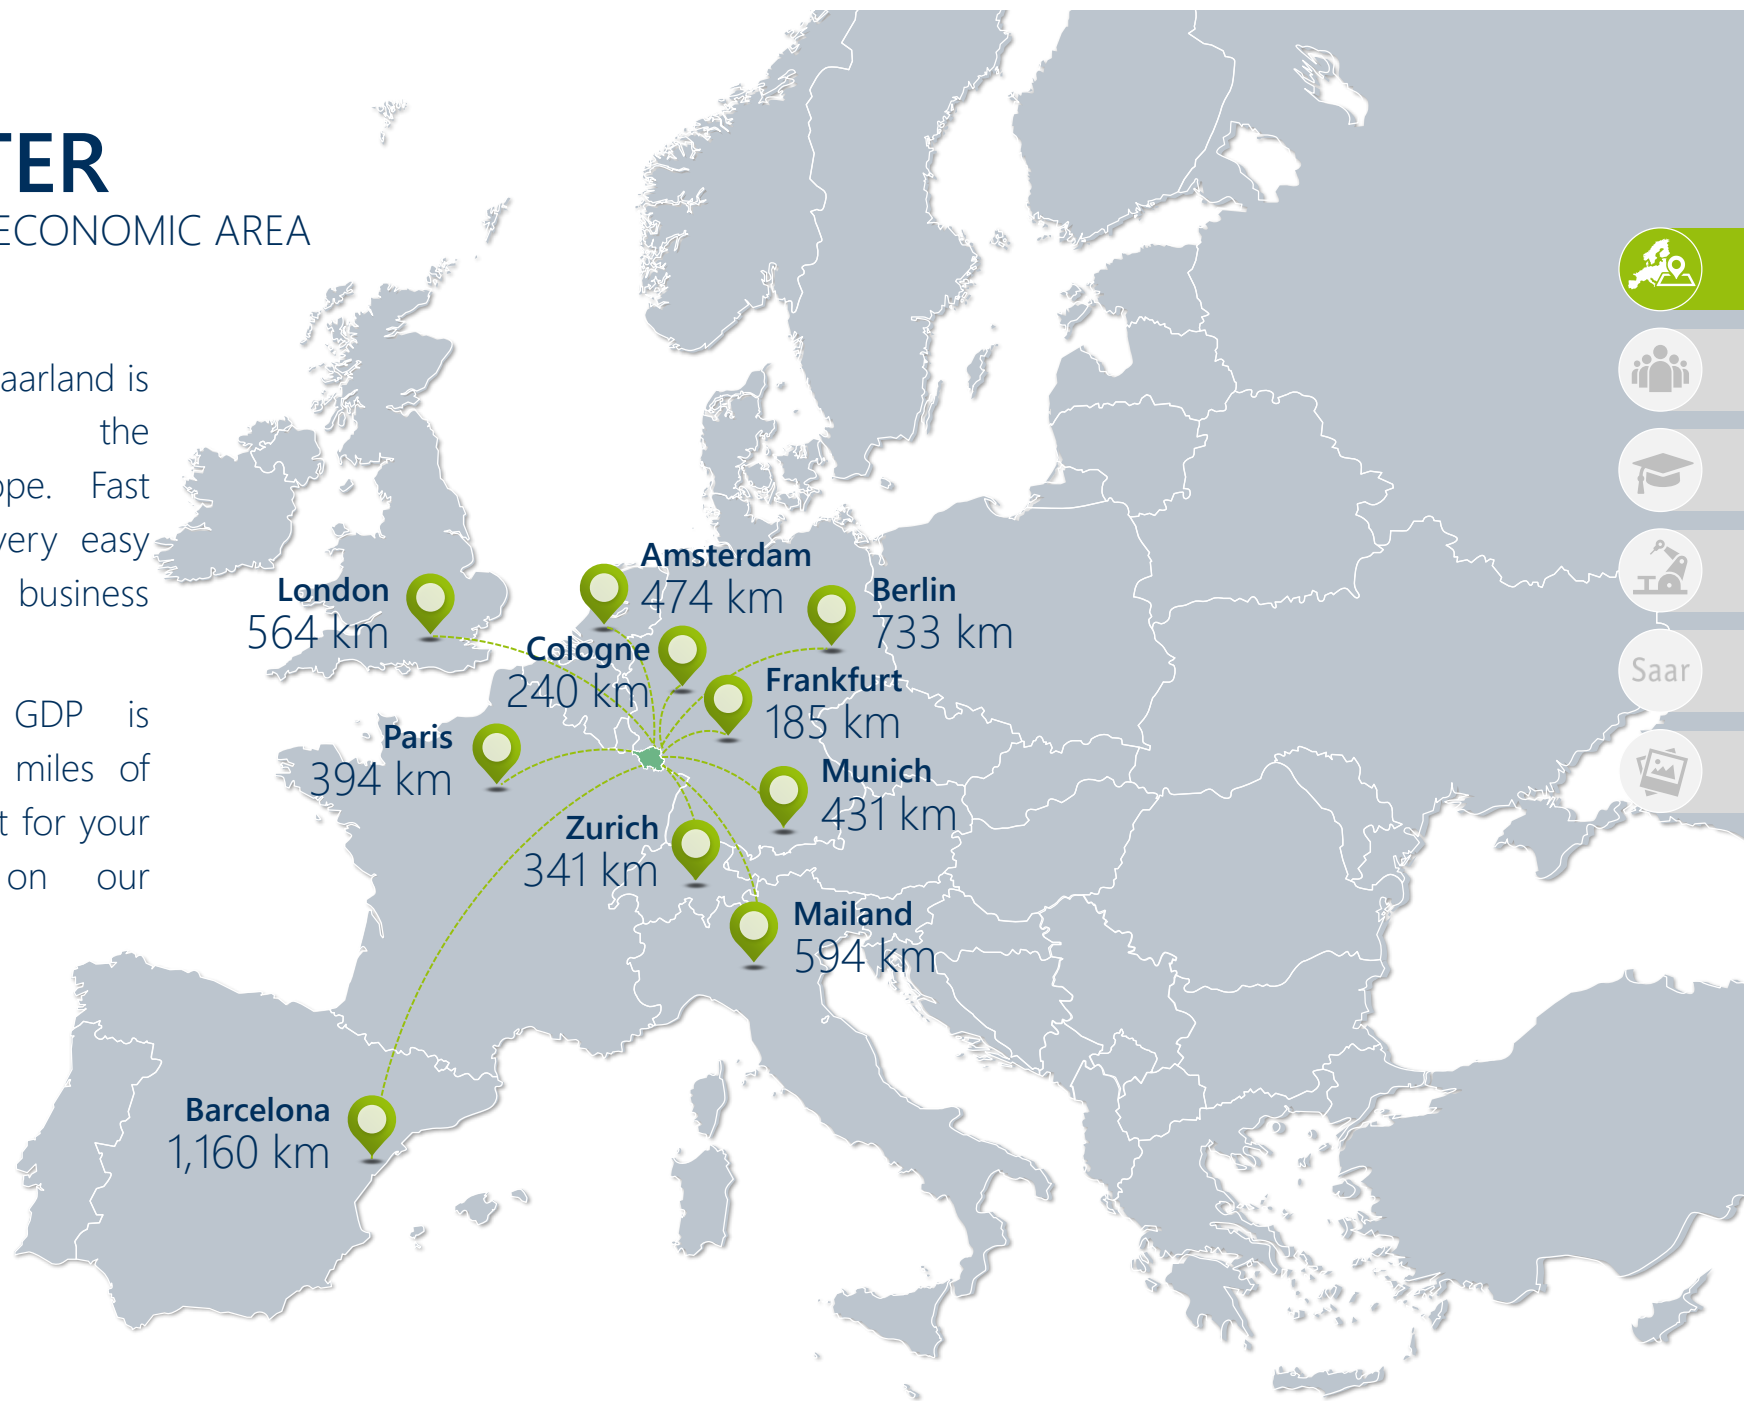 TER
ECONOMIC AREA
aarland is
the
ope. Fast
very easy
business
GDP is
miles of
t for your
on our
Amsterdam
474 km
London
564 km
Berlin
733 km
Cologne
240 km
Frankfurt
185 km
Paris
394 km
Munich
431 km
Zurich
341 km
Mailand
594 km
Barcelona
1,160 km
Saar